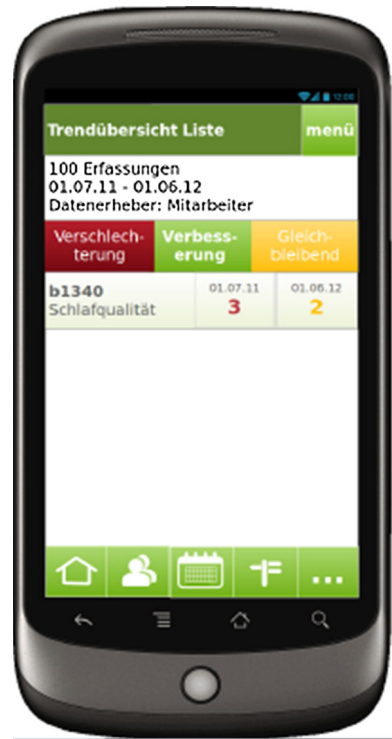 12:00
Trendübersicht Liste
menü
100 Erfassungen
01.07.11 - 01.06.12
Datenerheber: Mitarbeiter
Verschlech-
terung
Verbess-
erung
Gleich-
bleibend
b1340
Schlafqualität
01.07.11
3
01.06.12
2
...